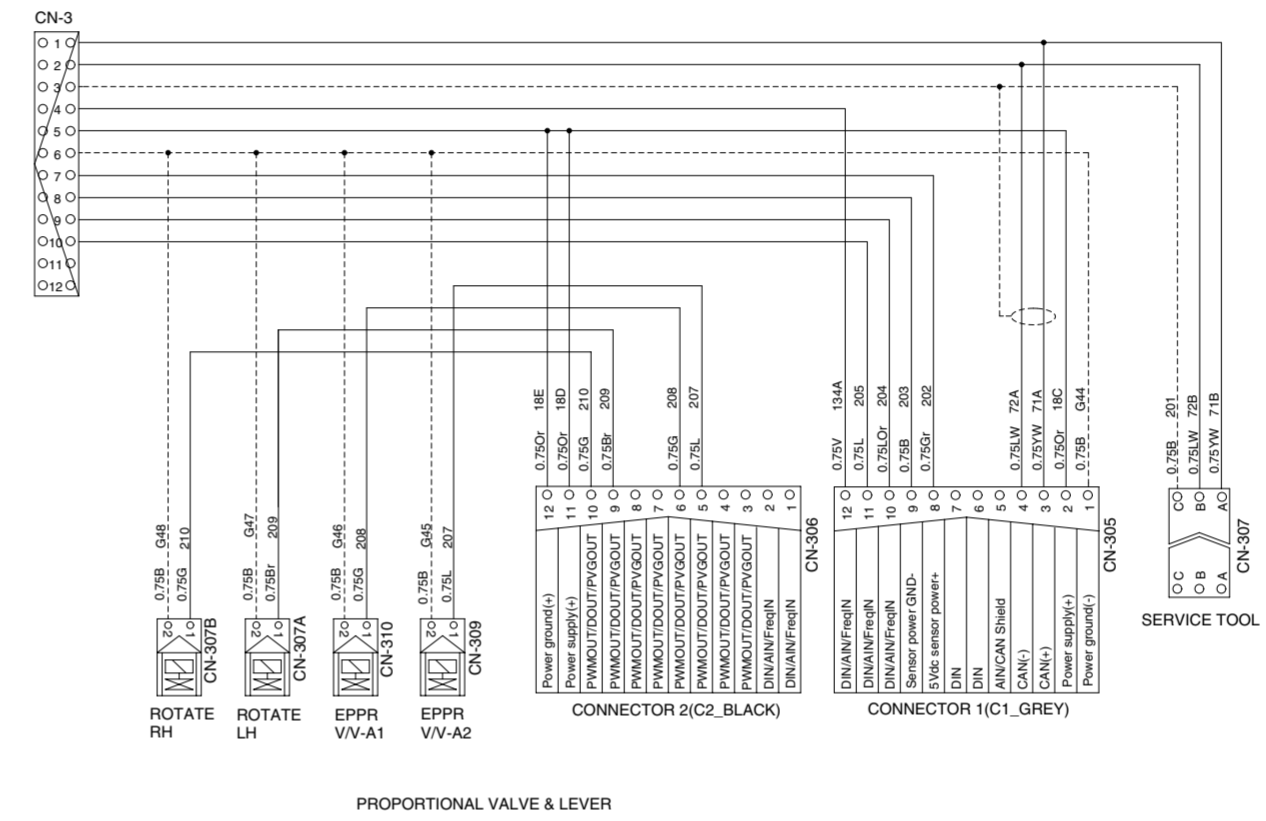 CN-3
1
2
3
4
5
6
7
8
9
10
11
12
18E
18D
210
209
208
207
0.75Or
0.75Or
0.75G
0.75Br
0.75G
0.75L
134A
205
204
203
202
72A
71A
18C
G44
0.75V
0.75L
0.75LOr
0.75B
0.75Gr
0.75LW
0.75YW
0.75Or
0.75B
201
72B
71B
0.75B
0.75LW
0.75YW
G48
210
G47
209
G46
208
G45
207
0.75B
0.75G
0.75B
0.75Br
0.75B
0.75G
0.75B
0.75L
2
1
CN-307B
ROTATE
RH
2
1
CN-307A
ROTATE
LH
2
1
CN-310
EPPR
V/V-A1
2
1
CN-309
EPPR
V/V-A2
12
11
10
9
8
7
6
5
4
3
2
1
CN-306
Power ground(+)
Power supply(+)
PWMOUT/DOUT/PVGOUT
PWMOUT/DOUT/PVGOUT
PWMOUT/DOUT/PVGOUT
PWMOUT/DOUT/PVGOUT
PWMOUT/DOUT/PVGOUT
PWMOUT/DOUT/PVGOUT
PWMOUT/DOUT/PVGOUT
PWMOUT/DOUT/PVGOUT
DIN/AIN/FreqIN
DIN/AIN/FreqIN
CONNECTOR 2(C2_BLACK)
12
11
10
9
8
7
6
5
4
3
2
1
CN-305
DIN/AIN/FreqIN
DIN/AIN/FreqIN
DIN/AIN/FreqIN
Sensor power GND-
5Vdc sensor power+
DIN
DIN
AIN/CAN Shield
CAN(-)
CAN(+)
Power supply(+)
Power ground(-)
CONNECTOR 1(C1_GREY)
C
B
A
C
B
A
CN-307
SERVICE TOOL
PROPORTIONAL VALVE & LEVER